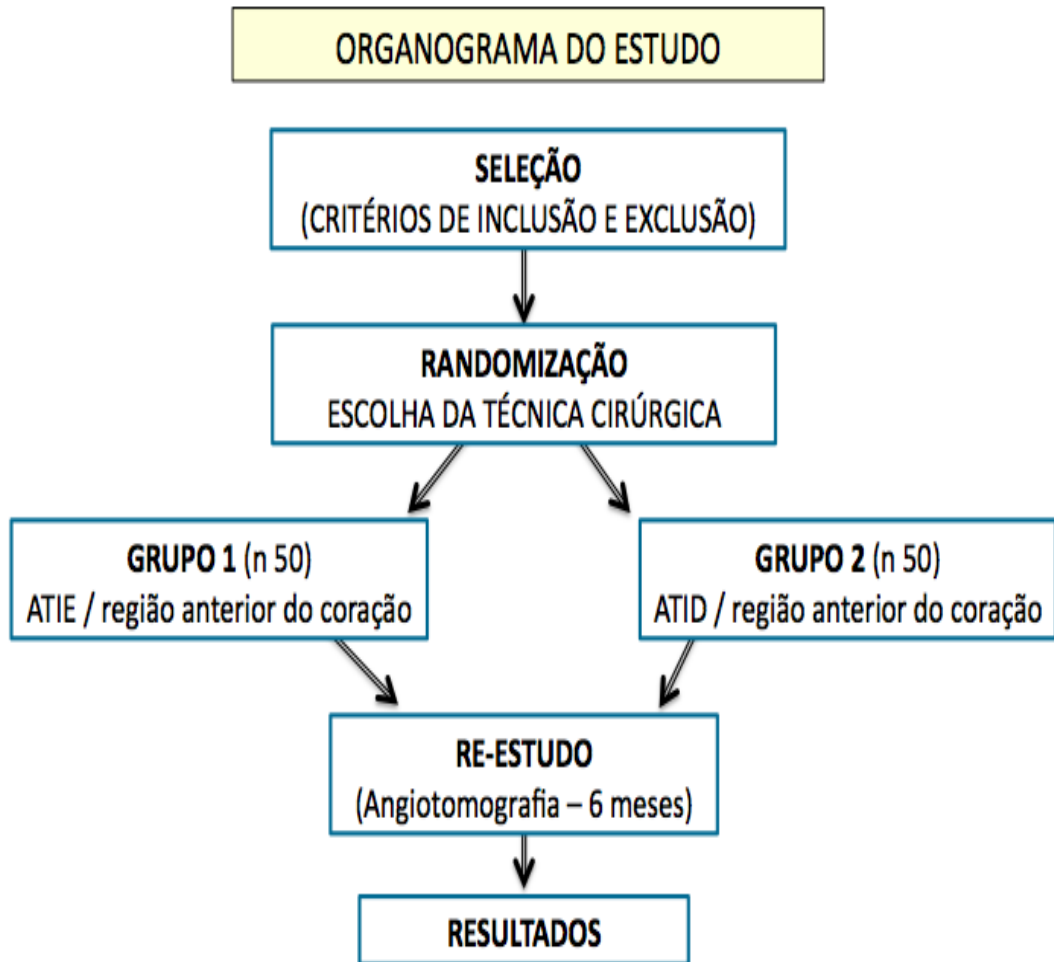 ORGANOGRAMA DO ESTUDO
SELEÇÃO
(CRITÉRIOS DE INCLUSÃO E EXCLUSÃO)
RANDOMIZAÇÃO
ESCOLHA DA TÉCNICA CIRÚRGICA
GRUPO 1 (n 50)
ATIE / região anterior do coração
GRUPO 2 (n 50)
ATID / região anterior do coração
RE-ESTUDO
(Angiotomografia – 6 meses)
RESULTADOS